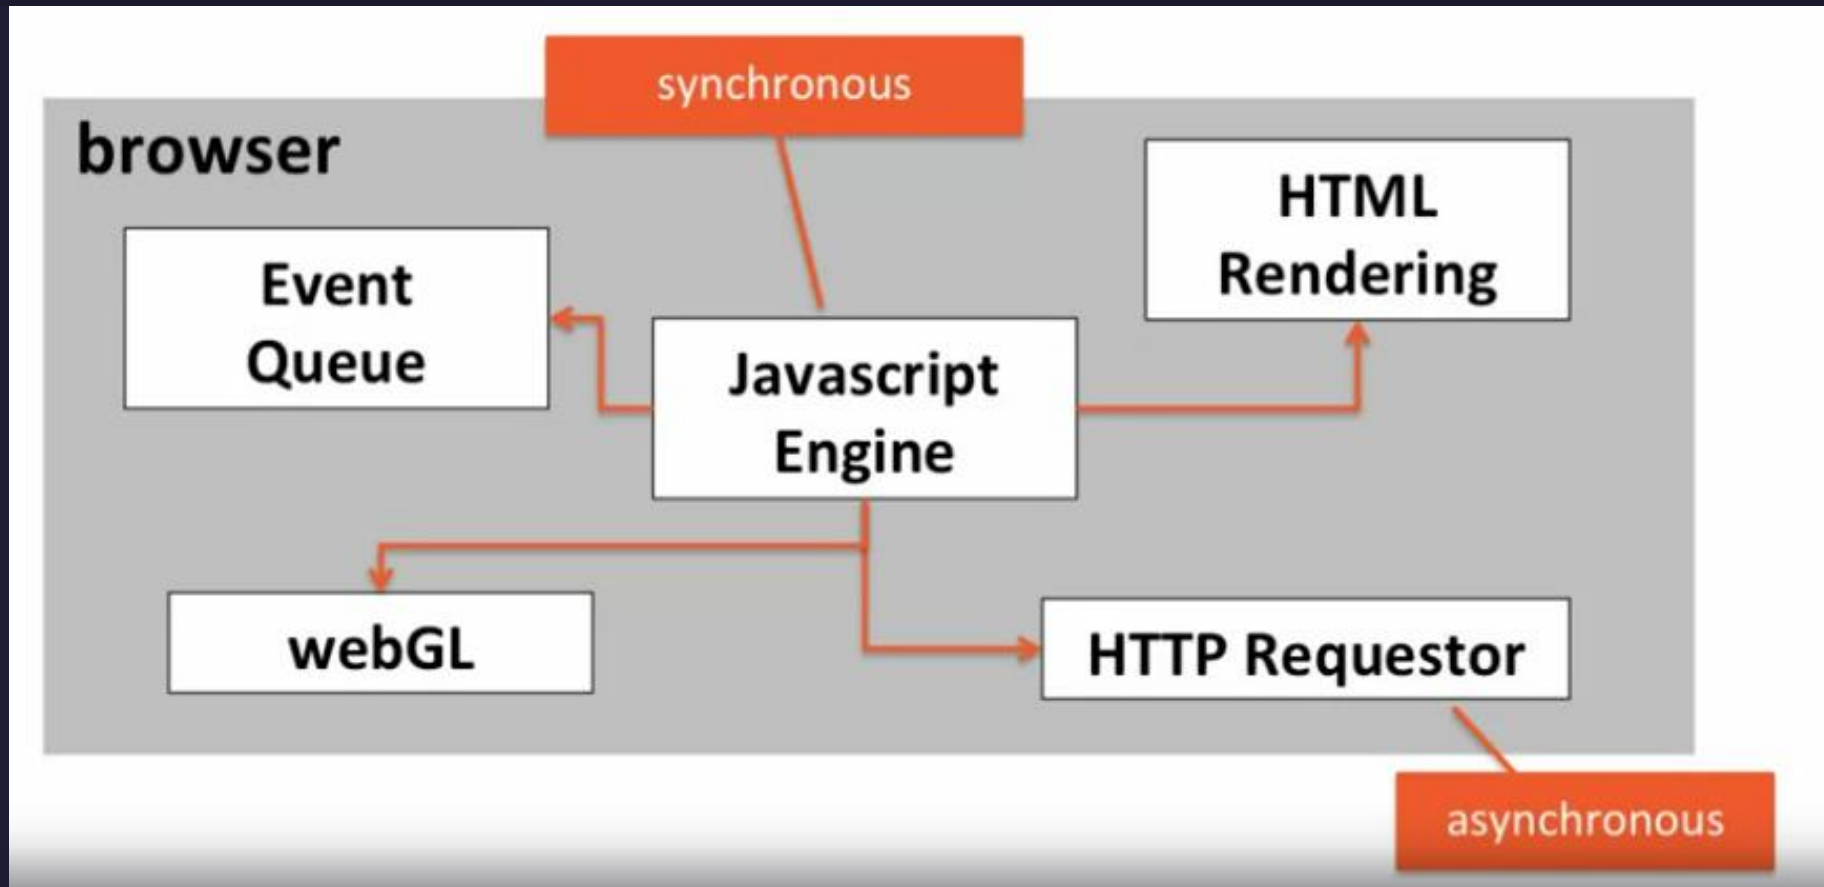 synchronous
browser
HTML
Rendering
Event
Queue
Javascript
Engine
webGL
HTTP Requestor
asynchronous